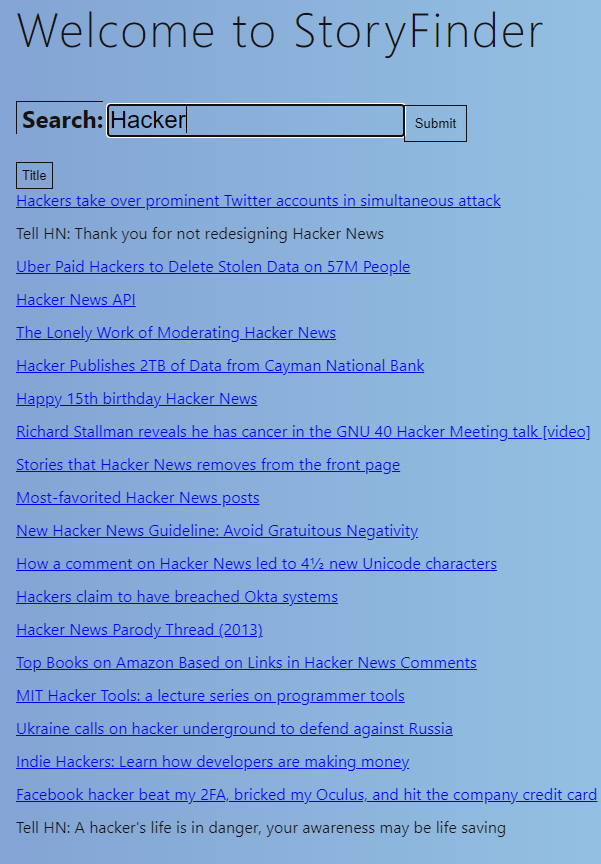 Welcome to StoryFinder
Search: Hacker Submit
Title
Hackers take over prominent Twitter accounts in simultaneous attack
Tell HN: Thank you for not redesigning Hacker News
Uber Paid Hackers to Delete Stolen Data on 57M People
Hacker News API
The Lonely Work of Moderating Hacker News
Hacker Publishes 2TB of Data from Cayman National Bank
Happy 15th birthday Hacker News
Richard Stallman reveals he has cancer in the GNU 40 Hacker Meeting talk [video]
Stories that Hacker News removes from the front page
Most-favorited Hacker News posts
New Hacker News Guideline: Avoid Gratuitous Negativity
How a comment on Hacker News led to 4½ new Unicode characters
Hackers claim to have breached Okta systems
Hacker News Parody Thread (2013)
Top Books on Amazon Based on Links in Hacker News Comments
MIT Hacker Tools: a lecture series on programmer tools
Ukraine calls on hacker underground to defend against Russia
Indie Hackers: Learn how developers are making money
Facebook hacker beat my 2FA, bricked my Oculus, and hit the company credit card
Tell HN: A hacker's life is in danger, your awareness may be life saving